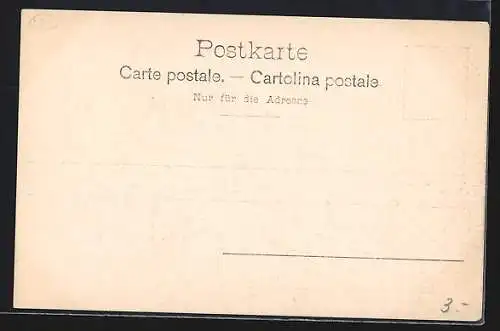 Postkarte
Carte postale. — Cartolina postale.
Nur für die Adresse
3.-